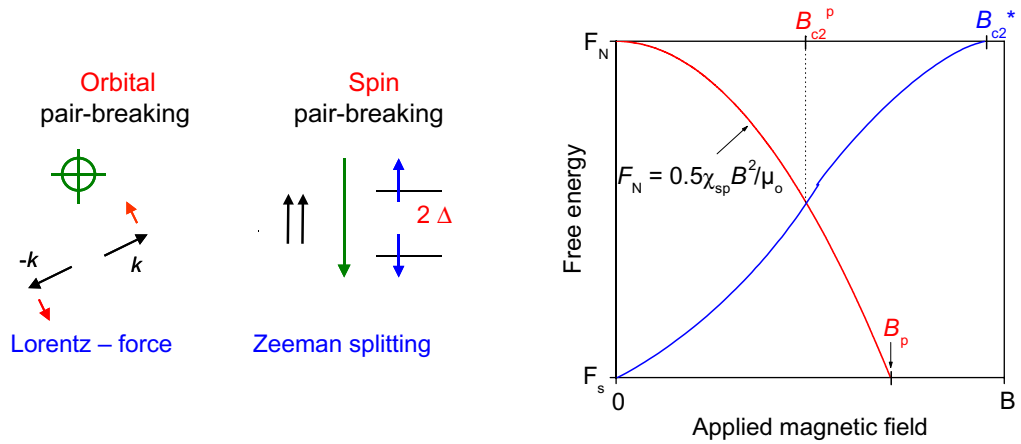 Orbital
pair-breaking
Spin
pair-breaking
-k
k
2 Δ
Lorentz – force
Zeeman splitting
B_c2^p
B_c2*
F_N
F_N = 0.5χ_sp B²/μ_o
Free energy
B_p
F_s
0
B
Applied magnetic field